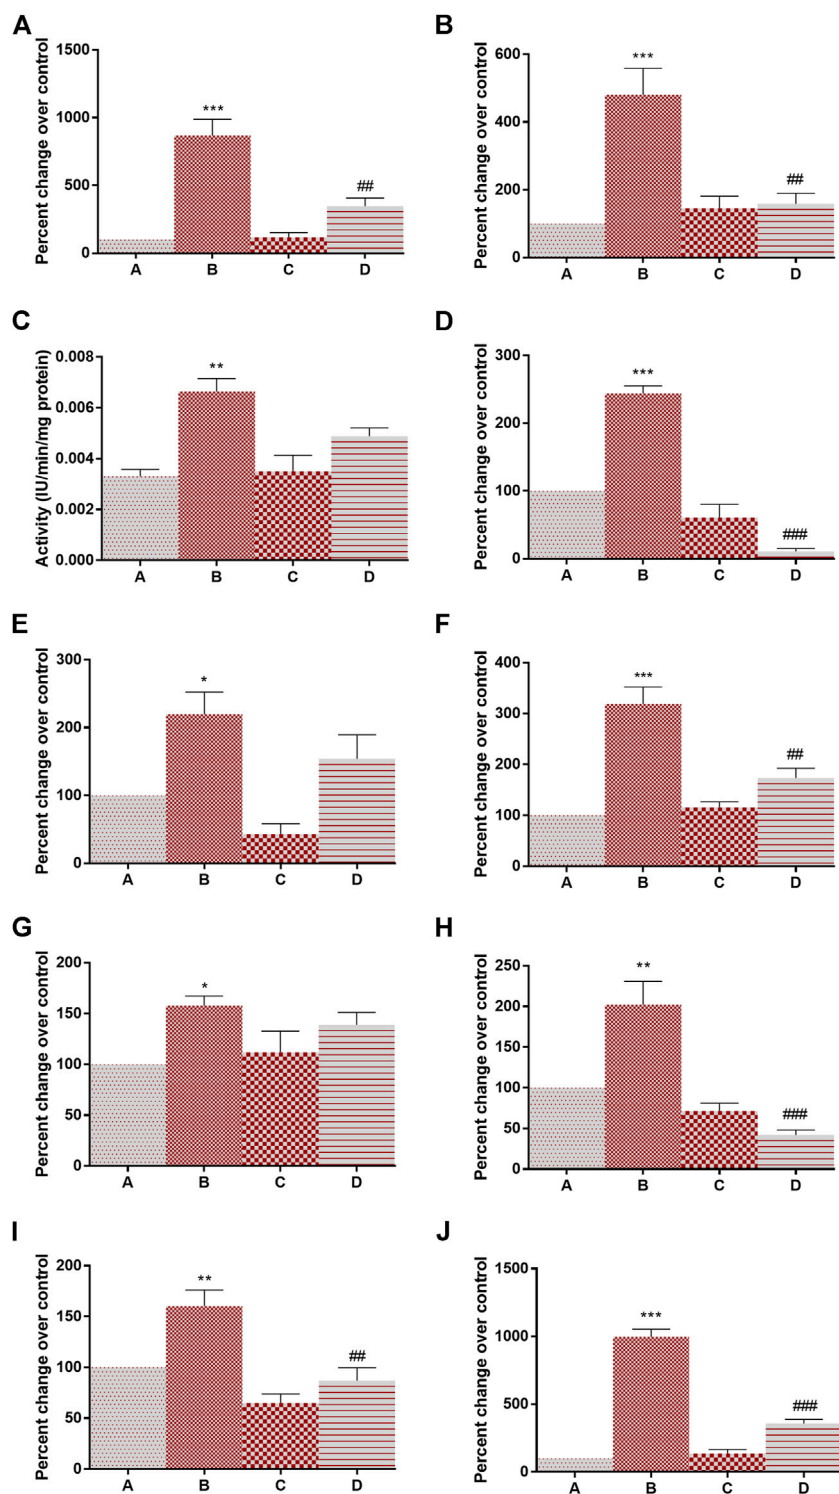 A
Percent change over control
1500
1000
500
0
***
##
A B C D
B
Percent change over control
600
400
200
0
***
##
A B C D
C
Activity (IU/min/mg protein)
0.008
0.006
0.004
0.002
0.000
**
A B C D
D
Percent change over control
300
200
100
0
***
###
A B C D
E
Percent change over control
300
200
100
0
*
A B C D
F
Percent change over control
400
300
200
100
0
***
##
A B C D
G
Percent change over control
200
150
100
50
0
*
A B C D
H
Percent change over control
250
200
150
100
50
0
**
###
A B C D
I
Percent change over control
200
150
100
50
0
**
##
A B C D
J
Percent change over control
1500
1000
500
0
***
###
A B C D